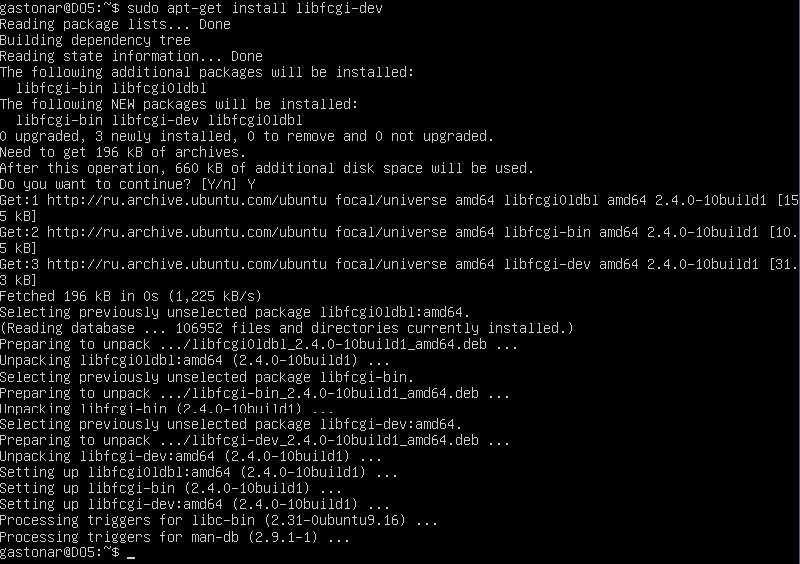 gastonar@DO5:~$ sudo apt-get install libfcgi-dev
Reading package lists... Done
Building dependency tree
Reading state information... Done
The following additional packages will be installed:
  libfcgi-bin libfcgi0ldbl
The following NEW packages will be installed:
  libfcgi-bin libfcgi-dev libfcgi0ldbl
0 upgraded, 3 newly installed, 0 to remove and 0 not upgraded.
Need to get 196 kB of archives.
After this operation, 660 kB of additional disk space will be used.
Do you want to continue? [Y/n] Y
Get:1 http://ru.archive.ubuntu.com/ubuntu focal/universe amd64 libfcgi0ldbl amd64 2.4.0-10build1 [15
5 kB]
Get:2 http://ru.archive.ubuntu.com/ubuntu focal/universe amd64 libfcgi-bin amd64 2.4.0-10build1 [10.
5 kB]
Get:3 http://ru.archive.ubuntu.com/ubuntu focal/universe amd64 libfcgi-dev amd64 2.4.0-10build1 [31.
3 kB]
Fetched 196 kB in 0s (1,225 kB/s)
Selecting previously unselected package libfcgi0ldbl:amd64.
(Reading database ... 106952 files and directories currently installed.)
Preparing to unpack .../libfcgi0ldbl_2.4.0-10build1_amd64.deb ...
Unpacking libfcgi0ldbl:amd64 (2.4.0-10build1) ...
Selecting previously unselected package libfcgi-bin.
Preparing to unpack .../libfcgi-bin_2.4.0-10build1_amd64.deb ...
Unpacking libfcgi-bin (2.4.0-10build1) ...
Selecting previously unselected package libfcgi-dev:amd64.
Preparing to unpack .../libfcgi-dev_2.4.0-10build1_amd64.deb ...
Unpacking libfcgi-dev:amd64 (2.4.0-10build1) ...
Setting up libfcgi0ldbl:amd64 (2.4.0-10build1) ...
Setting up libfcgi-bin (2.4.0-10build1) ...
Setting up libfcgi-dev:amd64 (2.4.0-10build1) ...
Processing triggers for libc-bin (2.31-0ubuntu9.16) ...
Processing triggers for man-db (2.9.1-1) ...
gastonar@DO5:~$ _